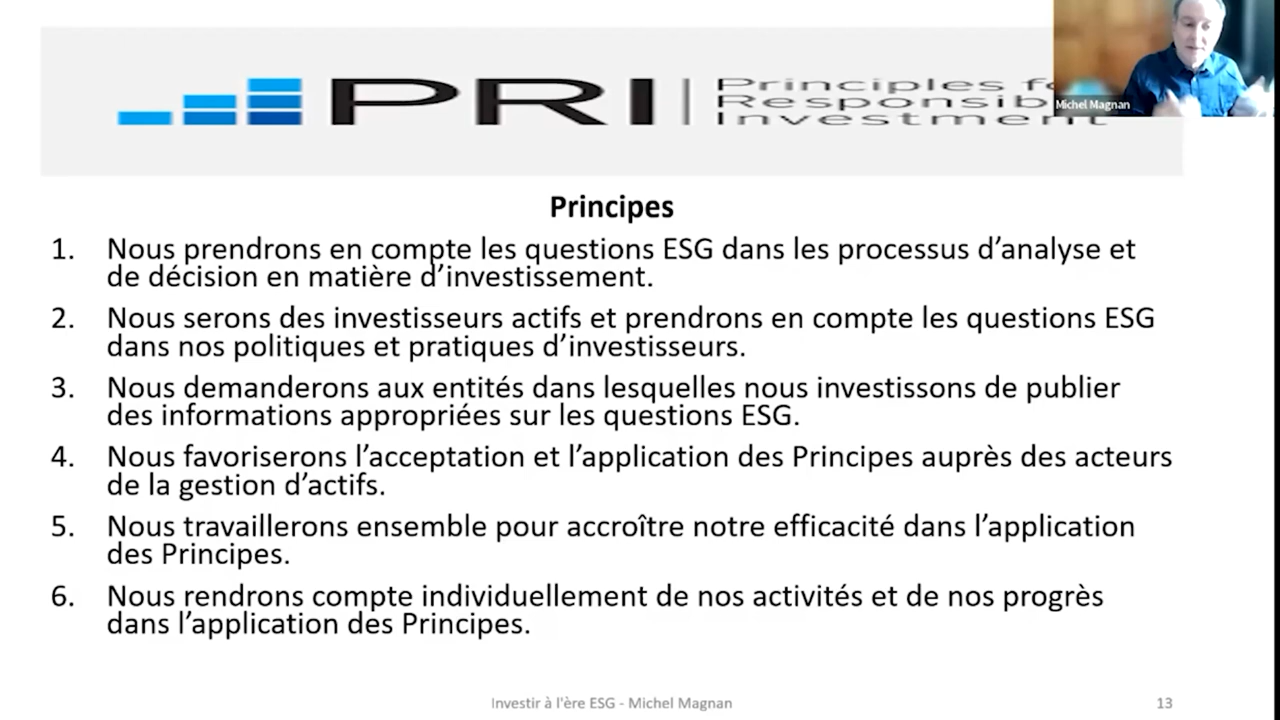 PRI
Principles
Responsib
Investment
Michel Magnan
Principes
1. Nous prendrons en compte les questions ESG dans les processus d’analyse et
de décision en matière d’investissement.
2. Nous serons des investisseurs actifs et prendrons en compte les questions ESG
dans nos politiques et pratiques d’investisseurs.
3. Nous demanderons aux entités dans lesquelles nous investissons de publier
des informations appropriées sur les questions ESG.
4. Nous favoriserons l’acceptation et l’application des Principes auprès des acteurs
de la gestion d’actifs.
5. Nous travaillerons ensemble pour accroître notre efficacité dans l’application
des Principes.
6. Nous rendrons compte individuellement de nos activités et de nos progrès
dans l’application des Principes.
Investir à l'ère ESG - Michel Magnan
13